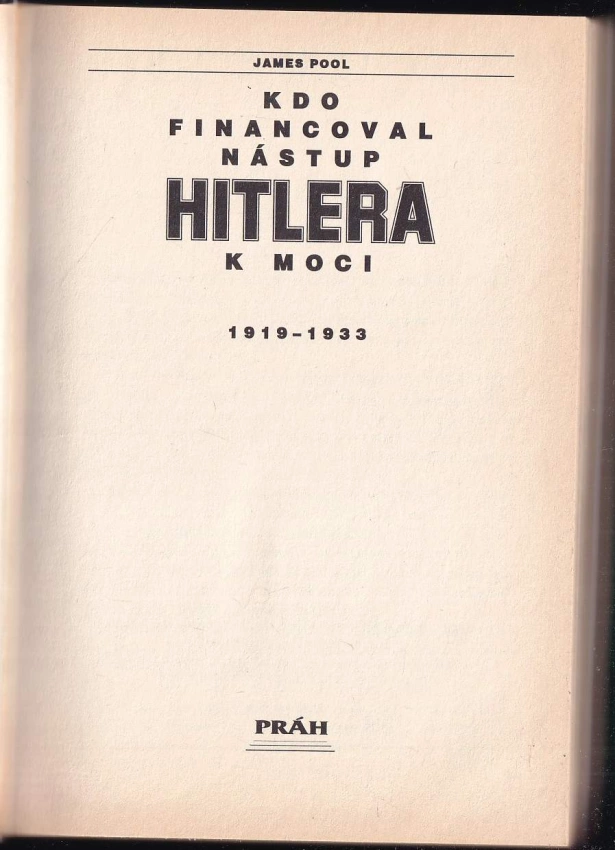 JAMES POOL
KDO
FINANCOVAL
NÁSTUP
HITLERA
K MOCI
1919–1933
PRÁH